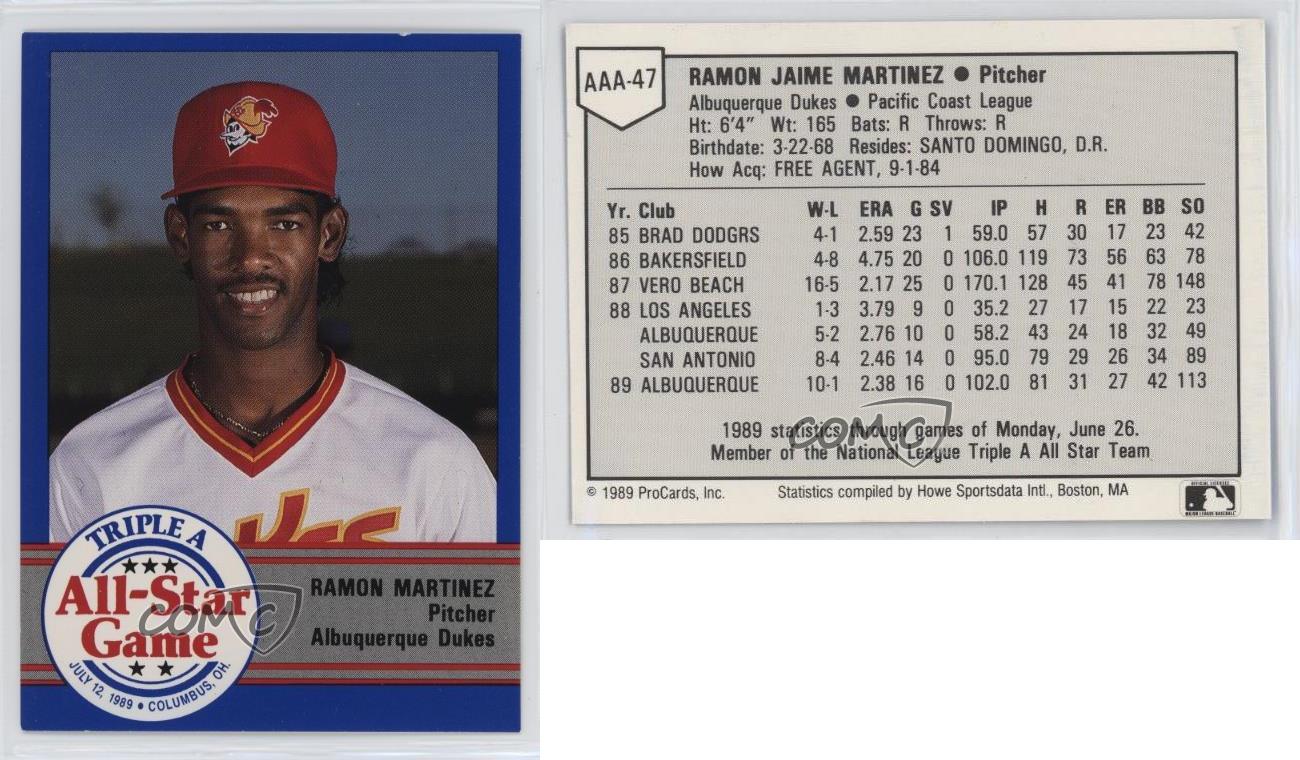 UKES
TRIPLE A
All-Star
Game
JULY 12, 1989 • COLUMBUS, OH.
RAMON MARTINEZ
Pitcher
Albuquerque Dukes
COMC
AAA-47
RAMON JAIME MARTINEZ ● Pitcher
Albuquerque Dukes ● Pacific Coast League
Ht: 6'4" Wt: 165 Bats: R Throws: R
Birthdate: 3-22-68 Resides: SANTO DOMINGO, D.R.
How Acq: FREE AGENT, 9-1-84
Yr. Club W-L ERA G SV IP H R ER BB SO
85 BRAD DODGRS 4-1 2.59 23 1 59.0 57 30 17 23 42
86 BAKERSFIELD 4-8 4.75 20 0 106.0 119 73 56 63 78
87 VERO BEACH 16-5 2.17 25 0 170.1 128 45 41 78 148
88 LOS ANGELES 1-3 3.79 9 0 35.2 27 17 15 22 23
ALBUQUERQUE 5-2 2.76 10 0 58.2 43 24 18 32 49
SAN ANTONIO 8-4 2.46 14 0 95.0 79 29 26 34 89
89 ALBUQUERQUE 10-1 2.38 16 0 102.0 81 31 27 42 113
1989 statistics through games of Monday, June 26.
Member of the National League Triple A All Star Team
COMC
© 1989 ProCards, Inc. Statistics compiled by Howe Sportsdata Intl., Boston, MA
OFFICIAL LICENSEE
MAJOR LEAGUE BASEBALL